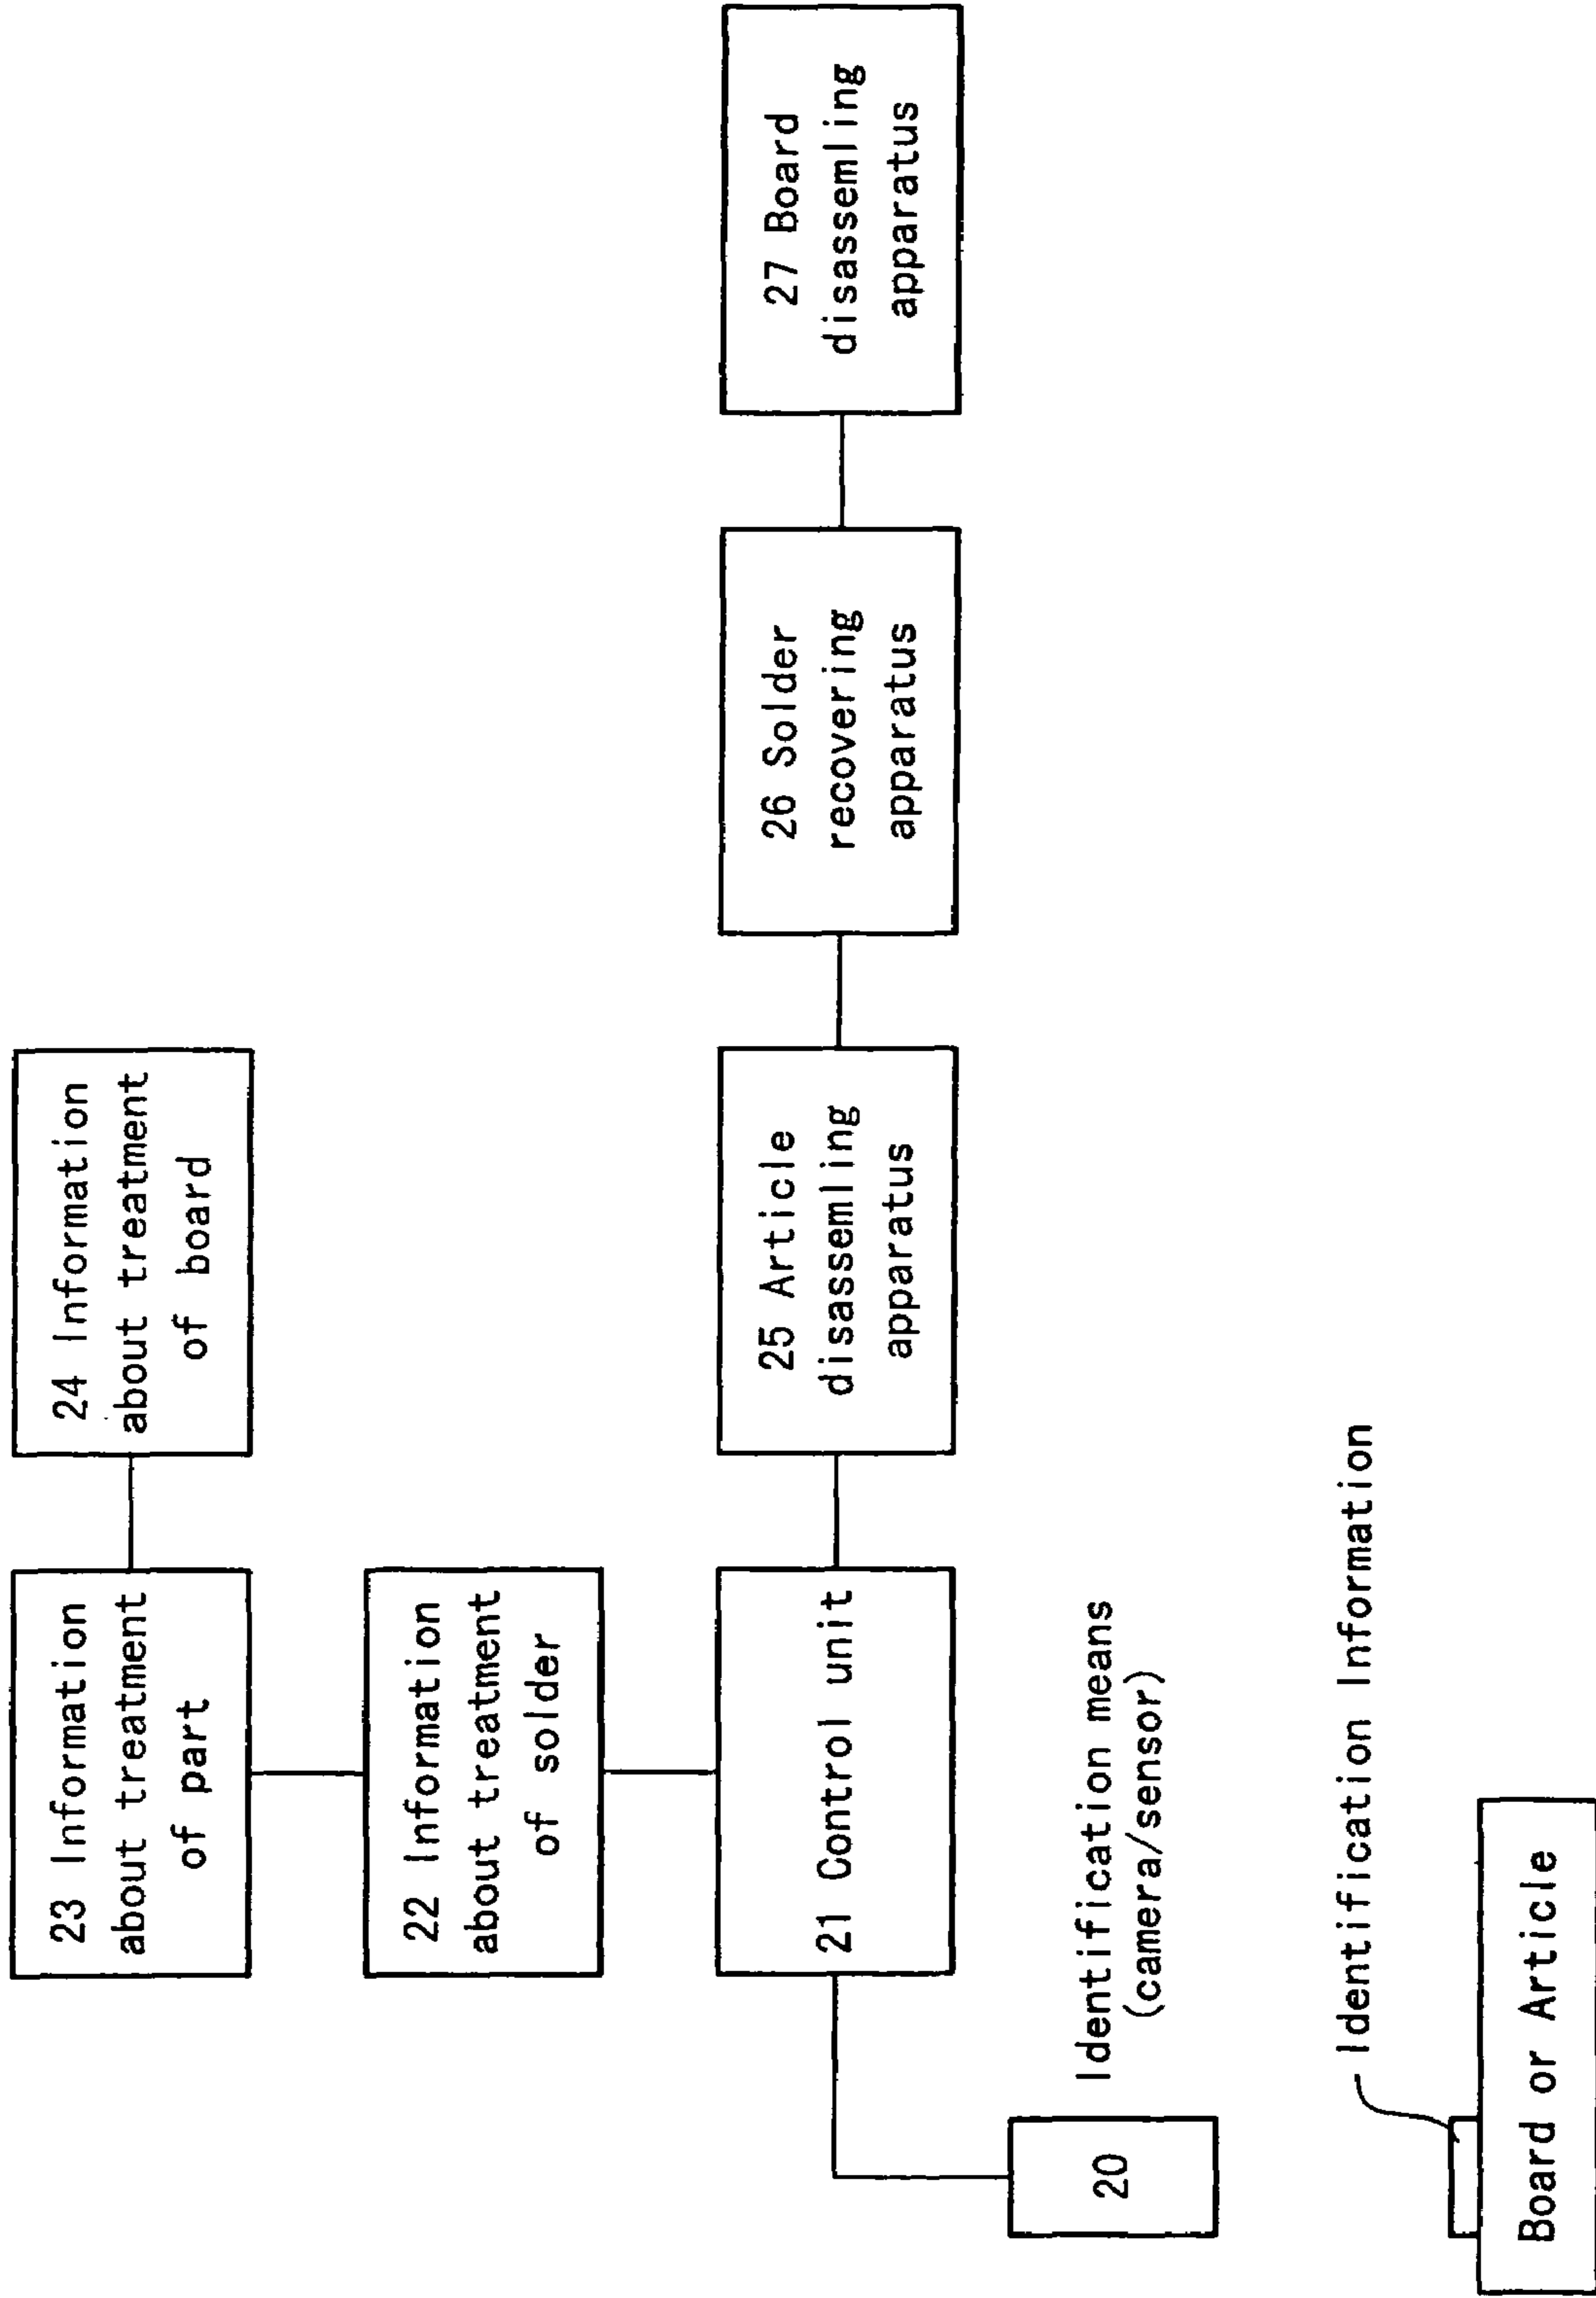 23 Information
about treatment
of part
24 Information
about treatment
of board
22 Information
about treatment
of solder
21 Control unit
25 Article
disassemling
apparatus
26 Solder
recovering
apparatus
27 Board
disassemling
apparatus
20
Identification means
(camera/sensor)
Identification Information
Board or Article